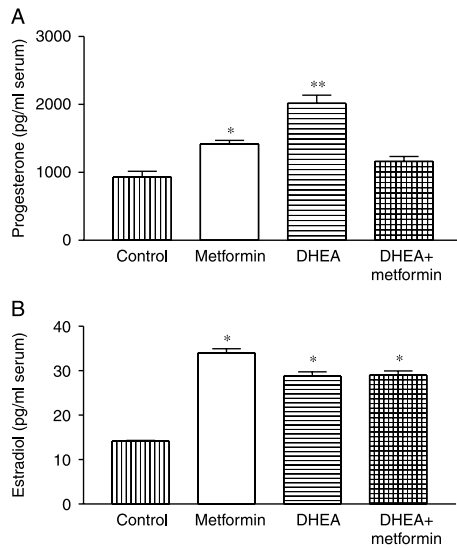 A
Progesterone (pg/ml serum)
3000
2000
1000
0
*
**
Control
Metformin
DHEA
DHEA+
metformin
B
Estradiol (pg/ml serum)
40
30
20
10
0
*
*
*
Control
Metformin
DHEA
DHEA+
metformin